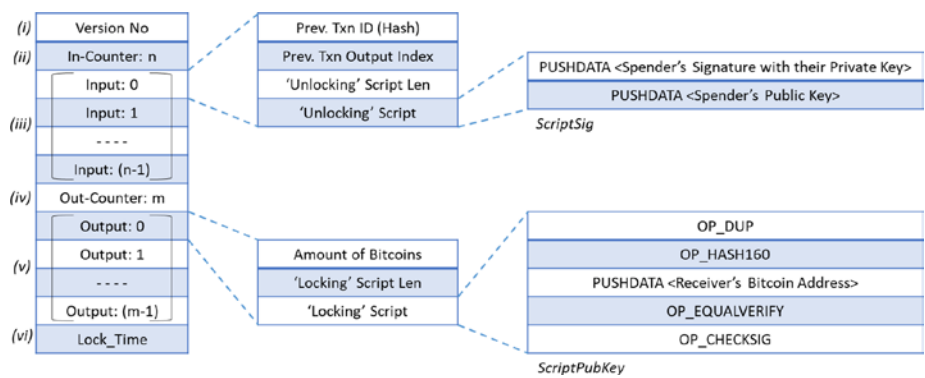 (i)
Version No
(ii)
In-Counter: n
Input: 0
(iii)
Input: 1
- - - -
Input: (n-1)
(iv)
Out-Counter: m
Output: 0
(v)
Output: 1
- - - -
Output: (m-1)
(vi)
Lock_Time
Prev. Txn ID (Hash)
Prev. Txn Output Index
‘Unlocking’ Script Len
‘Unlocking’ Script
PUSHDATA <Spender’s Signature with their Private Key>
PUSHDATA <Spender’s Public Key>
ScriptSig
Amount of Bitcoins
‘Locking’ Script Len
‘Locking’ Script
OP_DUP
OP_HASH160
PUSHDATA <Receiver’s Bitcoin Address>
OP_EQUALVERIFY
OP_CHECKSIG
ScriptPubKey